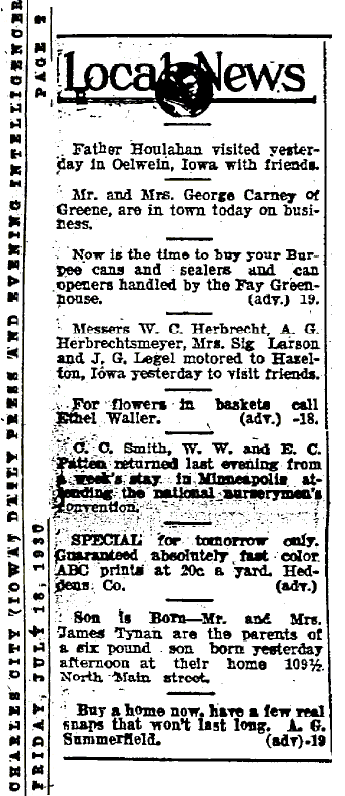 CHARLES CITY (IOWA) DAILY PRESS AND EVENING INTELLIGENCER
FRIDAY, JULY 18, 1930
PAGE 2
Local News
Father Houlahan visited yester-
day in Oelwein, Iowa with friends.
Mr. and Mrs. George Carney of
Greene, are in town today on busi-
ness.
Now is the time to buy your Bur-
pee cans and sealers and can
openers handled by the Fay Green-
house. (adv.) 19.
Messers W. C. Herbrecht, A. G.
Herbrechtsmeyer, Mrs. Sig Larson
and J. G. Legel motored to Hazel-
ton, Iowa yesterday to visit friends.
For flowers in baskets call
Ethel Waller. (adv.) -18.
C. C. Smith, W. W. and E. C.
Patten returned last evening from
a week's stay in Minneapolis at-
tending the national nurserymen's
convention.
SPECIAL for tomorrow only.
Guaranteed absolutely fast color
ABC prints at 20c a yard. Hed-
dens Co. (adv.)
Son is Born—Mr. and Mrs.
James Tynan are the parents of
a six pound son born yesterday
afternoon at their home 109½
North Main street.
Buy a home now, have a few real
snaps that won't last long. A. G.
Summerfield. (adv)-19